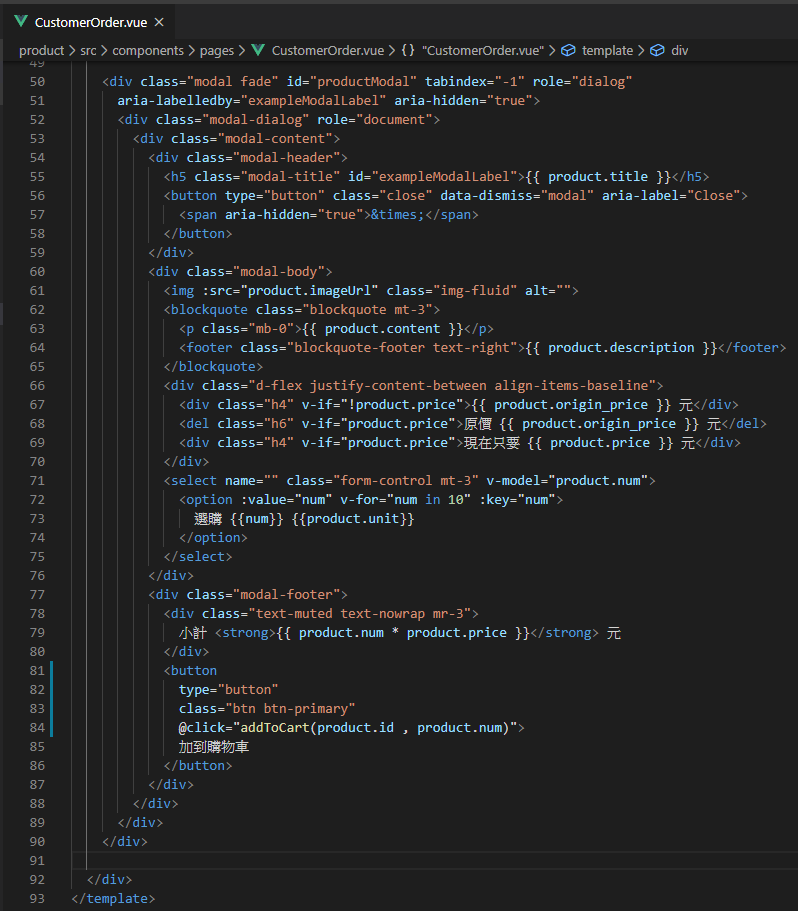 CustomerOrder.vue ×
product > src > components > pages > CustomerOrder.vue > {} "CustomerOrder.vue" > template > div
49
50 <div class="modal fade" id="productModal" tabindex="-1" role="dialog"
51 aria-labelledby="exampleModalLabel" aria-hidden="true">
52 <div class="modal-dialog" role="document">
53 <div class="modal-content">
54 <div class="modal-header">
55 <h5 class="modal-title" id="exampleModalLabel">{{ product.title }}</h5>
56 <button type="button" class="close" data-dismiss="modal" aria-label="Close">
57 <span aria-hidden="true">&times;</span>
58 </button>
59 </div>
60 <div class="modal-body">
61 <img :src="product.imageUrl" class="img-fluid" alt="">
62 <blockquote class="blockquote mt-3">
63 <p class="mb-0">{{ product.content }}</p>
64 <footer class="blockquote-footer text-right">{{ product.description }}</footer>
65 </blockquote>
66 <div class="d-flex justify-content-between align-items-baseline">
67 <div class="h4" v-if="!product.price">{{ product.origin_price }} 元</div>
68 <del class="h6" v-if="product.price">原價 {{ product.origin_price }} 元</del>
69 <div class="h4" v-if="product.price">現在只要 {{ product.price }} 元</div>
70 </div>
71 <select name="" class="form-control mt-3" v-model="product.num">
72 <option :value="num" v-for="num in 10" :key="num">
73 選購 {{num}} {{product.unit}}
74 </option>
75 </select>
76 </div>
77 <div class="modal-footer">
78 <div class="text-muted text-nowrap mr-3">
79 小計 <strong>{{ product.num * product.price }}</strong> 元
80 </div>
81 <button
82 type="button"
83 class="btn btn-primary"
84 @click="addToCart(product.id , product.num)">
85 加到購物車
86 </button>
87 </div>
88 </div>
89 </div>
90 </div>
91
92 </div>
93 </template>